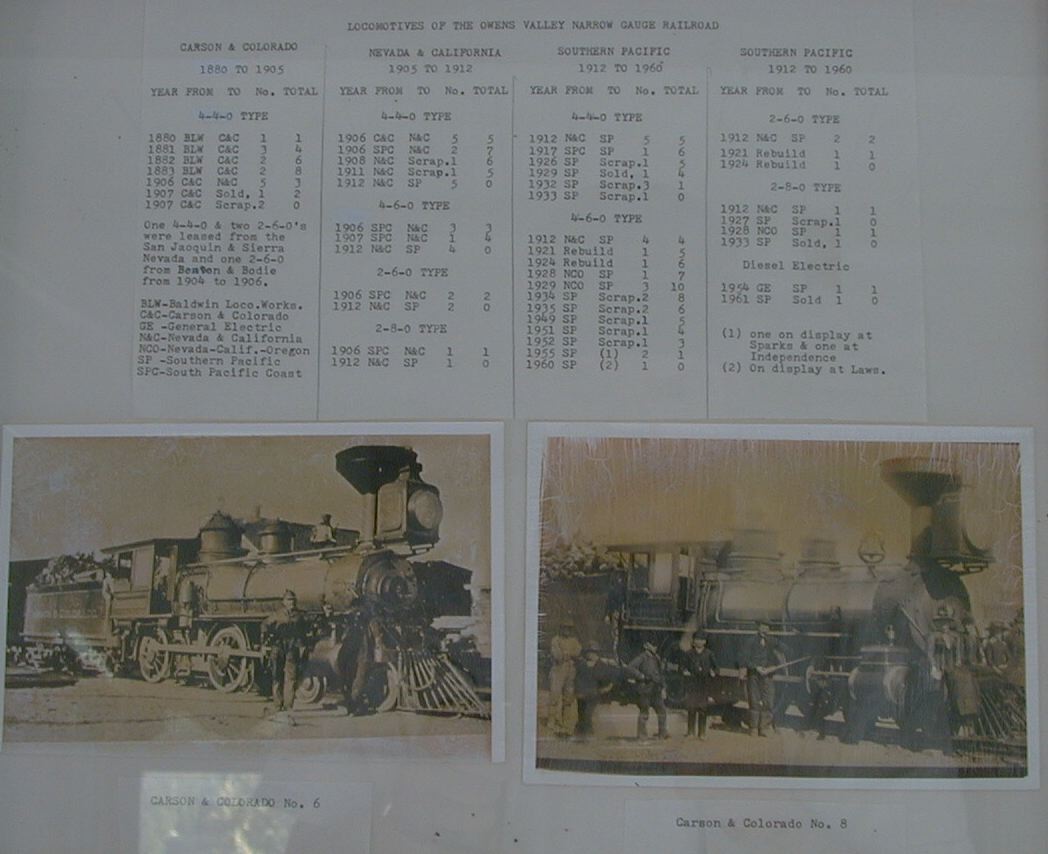 LOCOMOTIVES OF THE OWENS VALLEY NARROW GAUGE RAILROAD
CARSON & COLORADO
1880 TO 1905
YEAR FROM TO No. TOTAL
4-4-0 TYPE
1880 BLW C&C 1 1
1881 BLW C&C 3 4
1882 BLW C&C 2 6
1883 BLW C&C 2 8
1906 C&C N&C 5 3
1907 C&C Sold, 1 2
1907 C&C Scrap.2 0
One 4-4-0 & two 2-6-0's
were leased from the
San Jaoquin & Sierra
Nevada and one 2-6-0
from Benton & Bodie
from 1904 to 1906.
BLW-Baldwin Loco.Works.
C&C-Carson & Colorado
GE -General Electric
N&C-Nevada & California
NCO-Nevada-Calif.-Oregon
SP -Southern Pacific
SPC-South Pacific Coast
NEVADA & CALIFORNIA
1905 TO 1912
YEAR FROM TO No. TOTAL
4-4-0 TYPE
1906 C&C N&C 5 5
1906 SPC N&C 2 7
1908 N&C Scrap.1 6
1911 N&C Scrap.1 5
1912 N&C SP 5 0
4-6-0 TYPE
1906 SPC N&C 3 3
1907 SPC N&C 1 4
1912 N&C SP 4 0
2-6-0 TYPE
1906 SPC N&C 2 2
1912 N&C SP 2 0
2-8-0 TYPE
1906 SPC N&C 1 1
1912 N&C SP 1 0
SOUTHERN PACIFIC
1912 TO 1960
YEAR FROM TO No. TOTAL
4-4-0 TYPE
1912 N&C SP 5 5
1917 SPC SP 1 6
1926 SP Scrap.1 5
1929 SP Sold, 1 4
1932 SP Scrap.3 1
1933 SP Scrap.1 0
4-6-0 TYPE
1912 N&C SP 4 4
1921 Rebuild 1 5
1924 Rebuild 1 6
1928 NCO SP 1 7
1929 NCO SP 3 10
1934 SP Scrap.2 8
1935 SP Scrap.2 6
1949 SP Scrap.1 5
1951 SP Scrap.1 4
1952 SP Scrap.1 3
1955 SP (1) 2 1
1960 SP (2) 1 0
SOUTHERN PACIFIC
1912 TO 1960
YEAR FROM TO No. TOTAL
2-6-0 TYPE
1912 N&C SP 2 2
1921 Rebuild 1 1
1924 Rebuild 1 0
2-8-0 TYPE
1912 N&C SP 1 1
1927 SP Scrap.1 0
1928 NCO SP 1 1
1933 SP Sold, 1 0
Diesel Electric
1954 GE SP 1 1
1961 SP Sold 1 0
(1) one on display at
Sparks & one at
Independence
(2) On display at Laws.
CARSON & COLORADO No. 6
Carson & Colorado No. 8